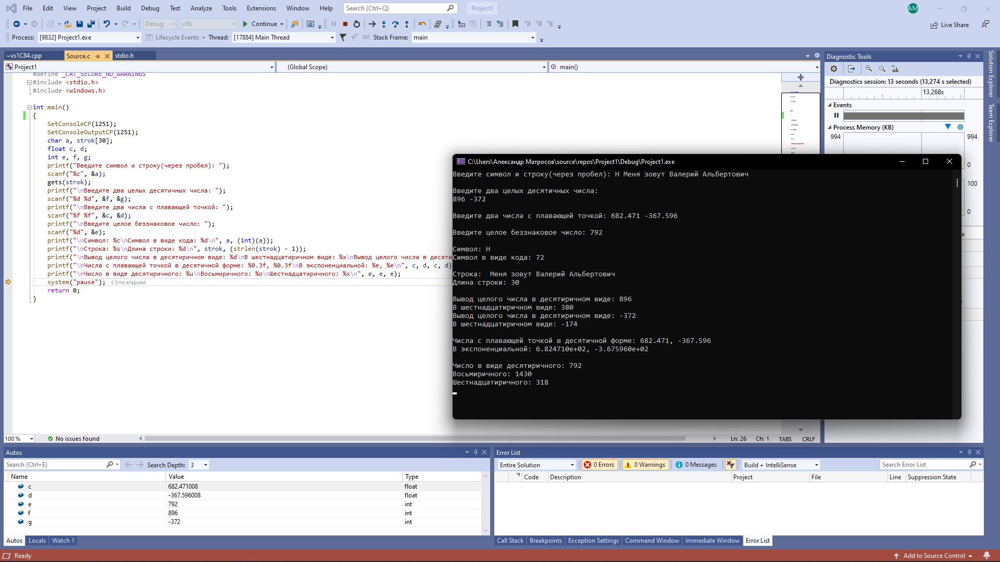 File Edit View Project Build Debug Test Analyze Tools Extensions Window Help Search (Ctrl+Q) Project1 AM
Debug x86 Continue Live Share
Process: [9832] Project1.exe Lifecycle Events Thread: [17884] Main Thread Stack Frame: main
~vs1C84.cpp Source.c stdio.h
Project1 (Global Scope) main()
#define _CRT_SECURE_NO_WARNINGS
#include <stdio.h>
#include <windows.h>
int main()
{
SetConsoleCP(1251);
SetConsoleOutputCP(1251);
char a, strok[30];
float c, d;
int e, f, g;
printf("Введите символ и строку(через пробел): ");
scanf("%c", &a);
gets(strok);
printf("\nВведите два целых десятичных числа: ");
scanf("%d %d", &f, &g);
printf("\nВведите два числа с плавающей точкой: ");
scanf("%f %f", &c, &d);
printf("\nВведите целое беззнаковое число: ");
scanf("%d", &e);
printf("\nСимвол: %c\nСимвол в виде кода: %d\n", a, (int)(a));
printf("\nСтрока: %s\nДлина строки: %d\n", strok, (strlen(strok) - 1));
printf("\nВывод целого числа в десятиричном виде: %d\nВ шестнадцатиричном виде: %x\nВывод целого числа в десяти
printf("\nЧисла с плавающей точкой в десятичной форме: %0.3f, %0.3f\nВ экспоненциальной: %e, %e\n", c, d, c, d)
printf("\nЧисло в виде десятиричного: %u\nВосьмиричного: %o\nШестнадцатиричного: %x\n", e, e, e);
system("pause"); ≤1ms elapsed
return 0;
}
100 % No issues found Ln: 26 Ch: 1 TABS CRLF
C:\Users\Александр Матросов\source\repos\Project1\Debug\Project1.exe
Введите символ и строку(через пробел): H Меня зовут Валерий Альбертович
Введите два целых десятичных числа:
896 -372
Введите два числа с плавающей точкой: 682.471 -367.596
Введите целое беззнаковое число: 792
Символ: H
Символ в виде кода: 72
Строка:  Меня зовут Валерий Альбертович
Длина строки: 30
Вывод целого числа в десятиричном виде: 896
В шестнадцатиричном виде: 380
Вывод целого числа в десятиричном виде: -372
В шестнадцатиричном виде: -174
Числа с плавающей точкой в десятичной форме: 682.471, -367.596
В экспоненциальной: 6.824710e+02, -3.675960e+02
Число в виде десятиричного: 792
Восьмиричного: 1430
Шестнадцатиричного: 318
Diagnostic Tools
Diagnostics session: 13 seconds (13,274 s selected)
13,268s
Events
Process Memory (KB)
994 994
0
100
0
e
Solution Explorer
Team Explorer
Autos
Search (Ctrl+E) Search Depth: 3
Name Value Type
c 682.471008 float
d -367.596008 float
e 792 int
f 896 int
g -372 int
Autos Locals Watch 1
Error List
Entire Solution 0 Errors 0 Warnings 0 Messages Build + IntelliSense Search Error List
Code Description Project File Line Suppression State
Call Stack Breakpoints Exception Settings Command Window Immediate Window Error List
Ready Add to Source Control